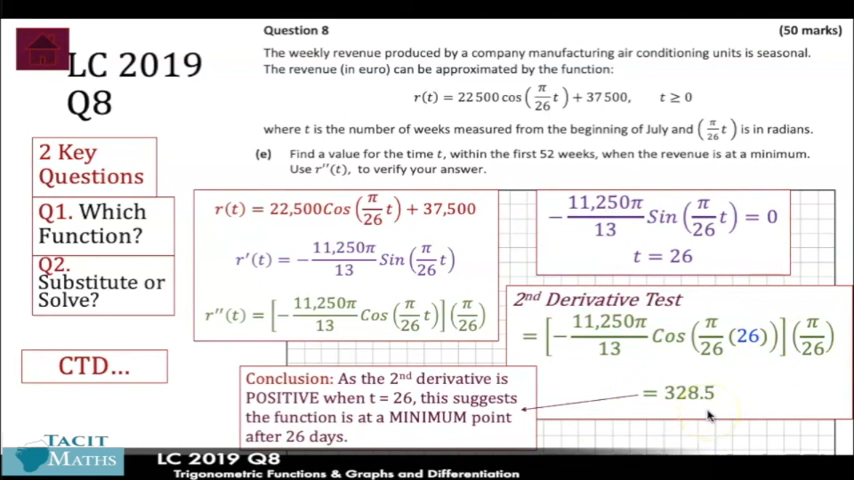 Question 8 (50 marks)
The weekly revenue produced by a company manufacturing air conditioning units is seasonal.
The revenue (in euro) can be approximated by the function:
r(t) = 22 500 cos (π/26 t) + 37 500, t ≥ 0
where t is the number of weeks measured from the beginning of July and (π/26 t) is in radians.
(e) Find a value for the time t, within the first 52 weeks, when the revenue is at a minimum.
Use r′′(t), to verify your answer.
LC 2019
Q8
2 Key
Questions
Q1. Which
Function?
Q2.
Substitute or
Solve?
CTD...
r(t) = 22,500Cos (π/26 t) + 37,500
r′(t) = − 11,250π/13 Sin (π/26 t)
r′′(t) = [− 11,250π/13 Cos (π/26 t)] (π/26)
− 11,250π/13 Sin (π/26 t) = 0
t = 26
2nd Derivative Test
= [− 11,250π/13 Cos (π/26 (26))] (π/26)
= 328.5
Conclusion: As the 2nd derivative is
POSITIVE when t = 26, this suggests
the function is at a MINIMUM point
after 26 days.
TACIT
MATHS
LC 2019 Q8
Trigonometric Functions & Graphs and Differentiation